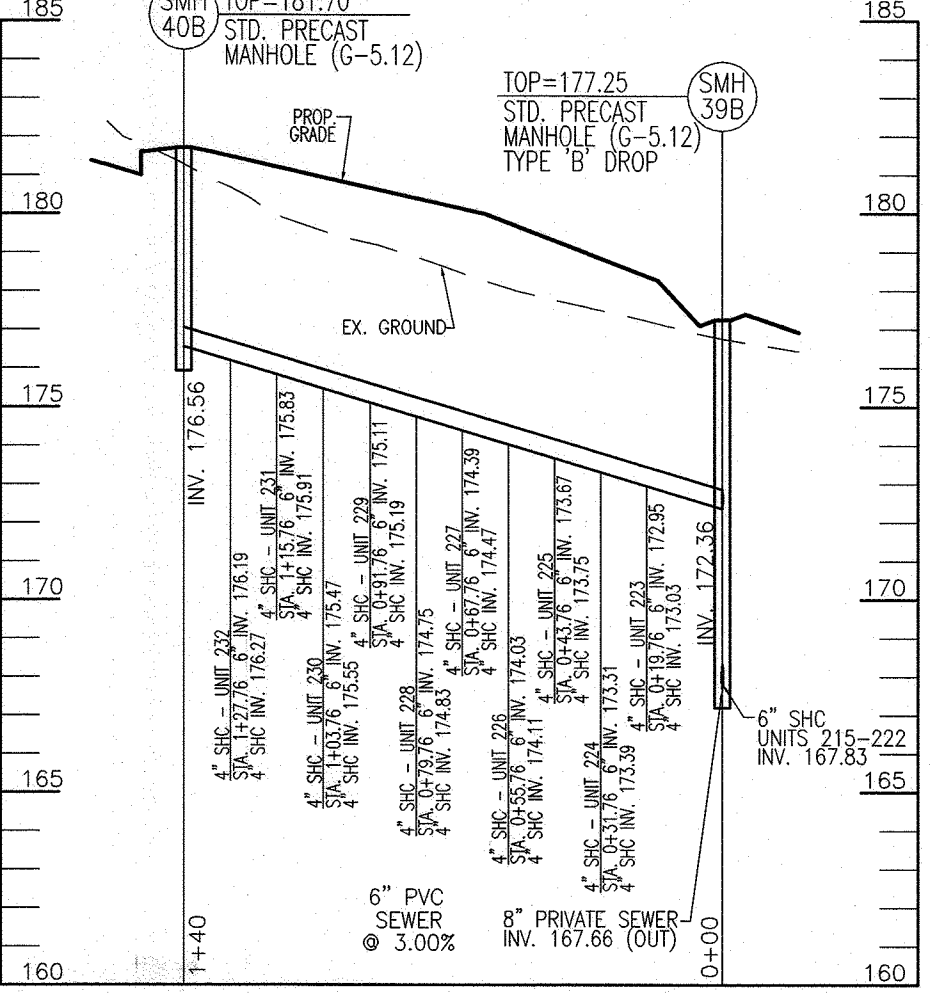 185
185
SMH
40B
TOP=181.70
STD. PRECAST
MANHOLE (G-5.12)
TOP=177.25
STD. PRECAST
MANHOLE (G-5.12)
TYPE 'B' DROP
SMH
39B
PROP.
GRADE
180
180
EX. GROUND
175
175
INV. 176.56
4" SHC - UNIT 232
STA. 1+27.76 6" INV. 176.19
4" SHC INV. 176.27
4" SHC - UNIT 231
STA. 1+15.76 6" INV. 175.83
4" SHC INV. 175.91
4" SHC - UNIT 230
STA. 1+03.76 6" INV. 175.47
4" SHC INV. 175.55
4" SHC - UNIT 229
STA. 0+91.76 6" INV. 175.11
4" SHC INV. 175.19
4" SHC - UNIT 228
STA. 0+79.76 6" INV. 174.75
4" SHC INV. 174.83
4" SHC - UNIT 227
STA. 0+67.76 6" INV. 174.39
4" SHC INV. 174.47
4" SHC - UNIT 226
STA. 0+55.76 6" INV. 174.03
4" SHC INV. 174.11
4" SHC - UNIT 225
STA. 0+43.76 6" INV. 173.67
4" SHC INV. 173.75
4" SHC - UNIT 224
STA. 0+31.76 6" INV. 173.31
4" SHC INV. 173.39
4" SHC - UNIT 223
STA. 0+19.76 6" INV. 172.95
4" SHC INV. 173.03
INV. 172.36
170
170
6" SHC
UNITS 215-222
INV. 167.83
165
165
6" PVC
SEWER
@ 3.00%
8" PRIVATE SEWER
INV. 167.66 (OUT)
1+40
0+00
160
160